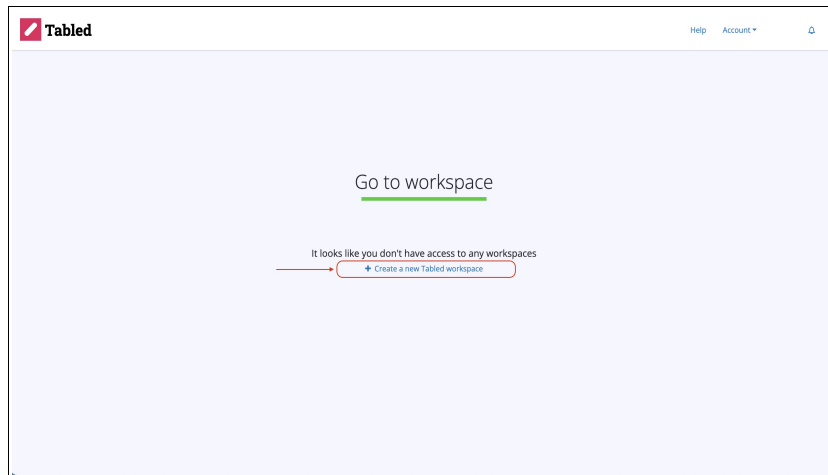 Tabled
Help Account
Go to workspace
It looks like you don't have access to any workspaces
+ Create a new Tabled workspace